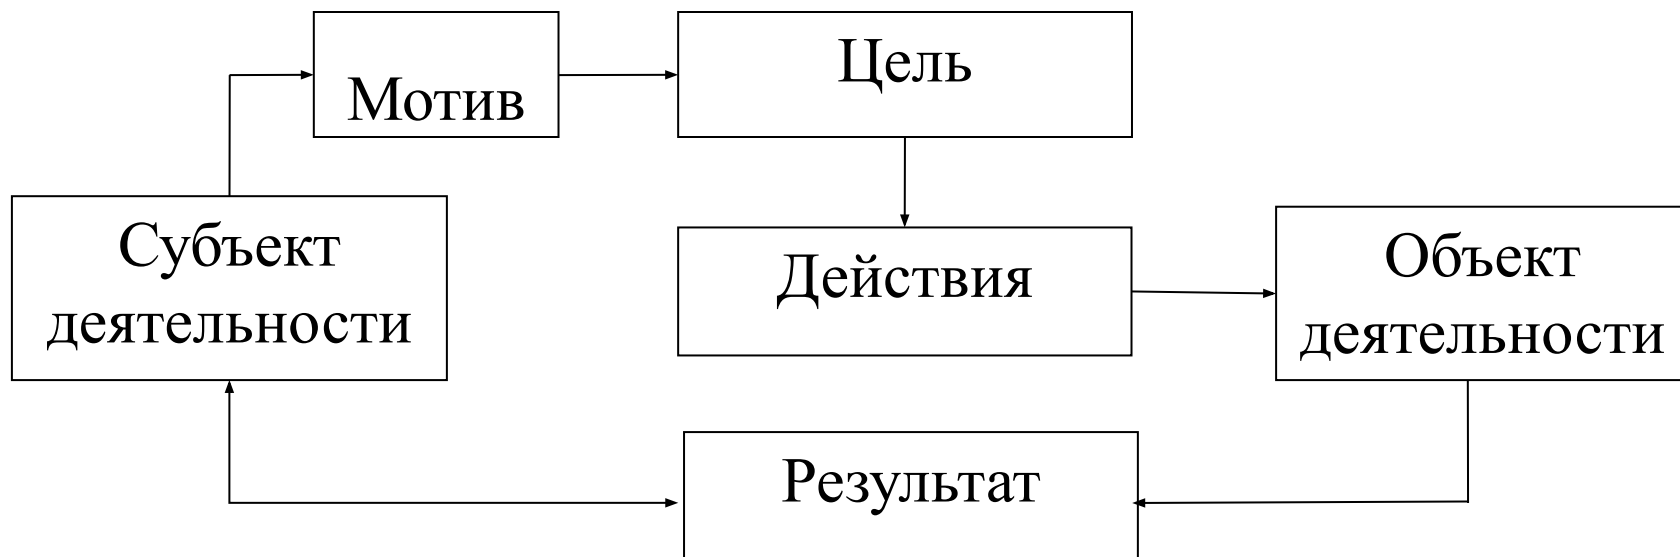 Мотив
Цель
Субъект
деятельности
Действия
Объект
деятельности
Результат